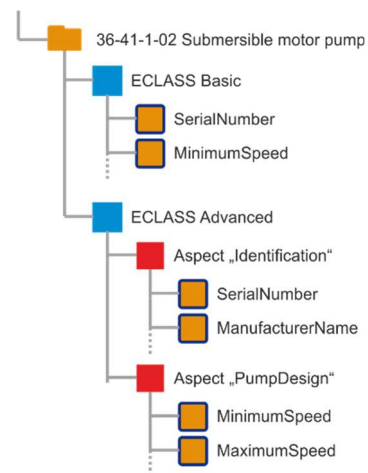 36-41-1-02 Submersible motor pump
ECLASS Basic
SerialNumber
MinimumSpeed
ECLASS Advanced
Aspect „Identification“
SerialNumber
ManufacturerName
Aspect „PumpDesign“
MinimumSpeed
MaximumSpeed